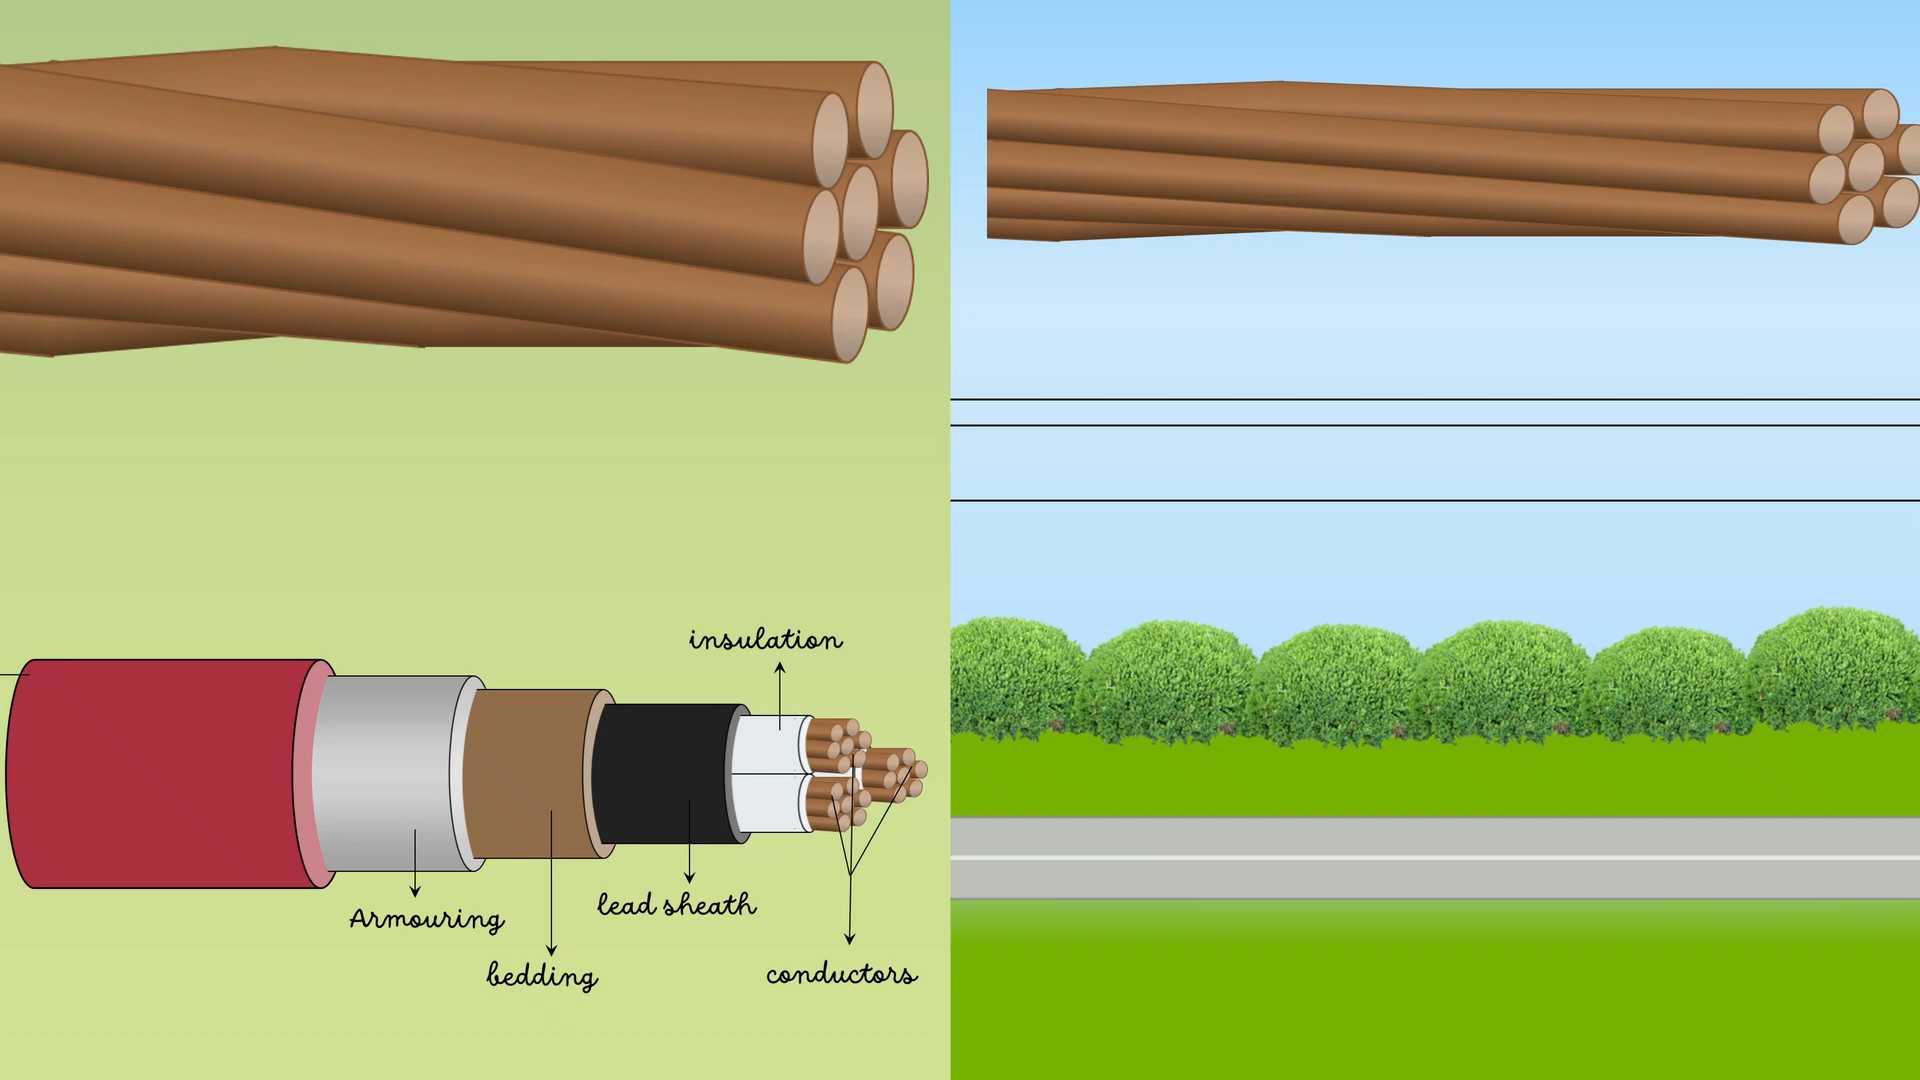 insulation
lead sheath
Armouring
bedding
conductors